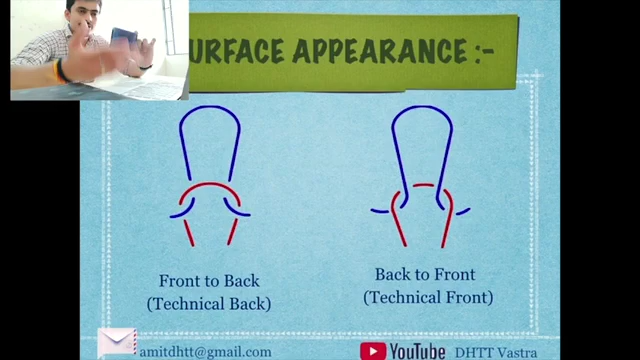 URFACE APPEARANCE :-
Front to Back
(Technical Back)
Back to Front
(Technical Front)
amitdhtt@gmail.com
YouTube DHTT Vastra